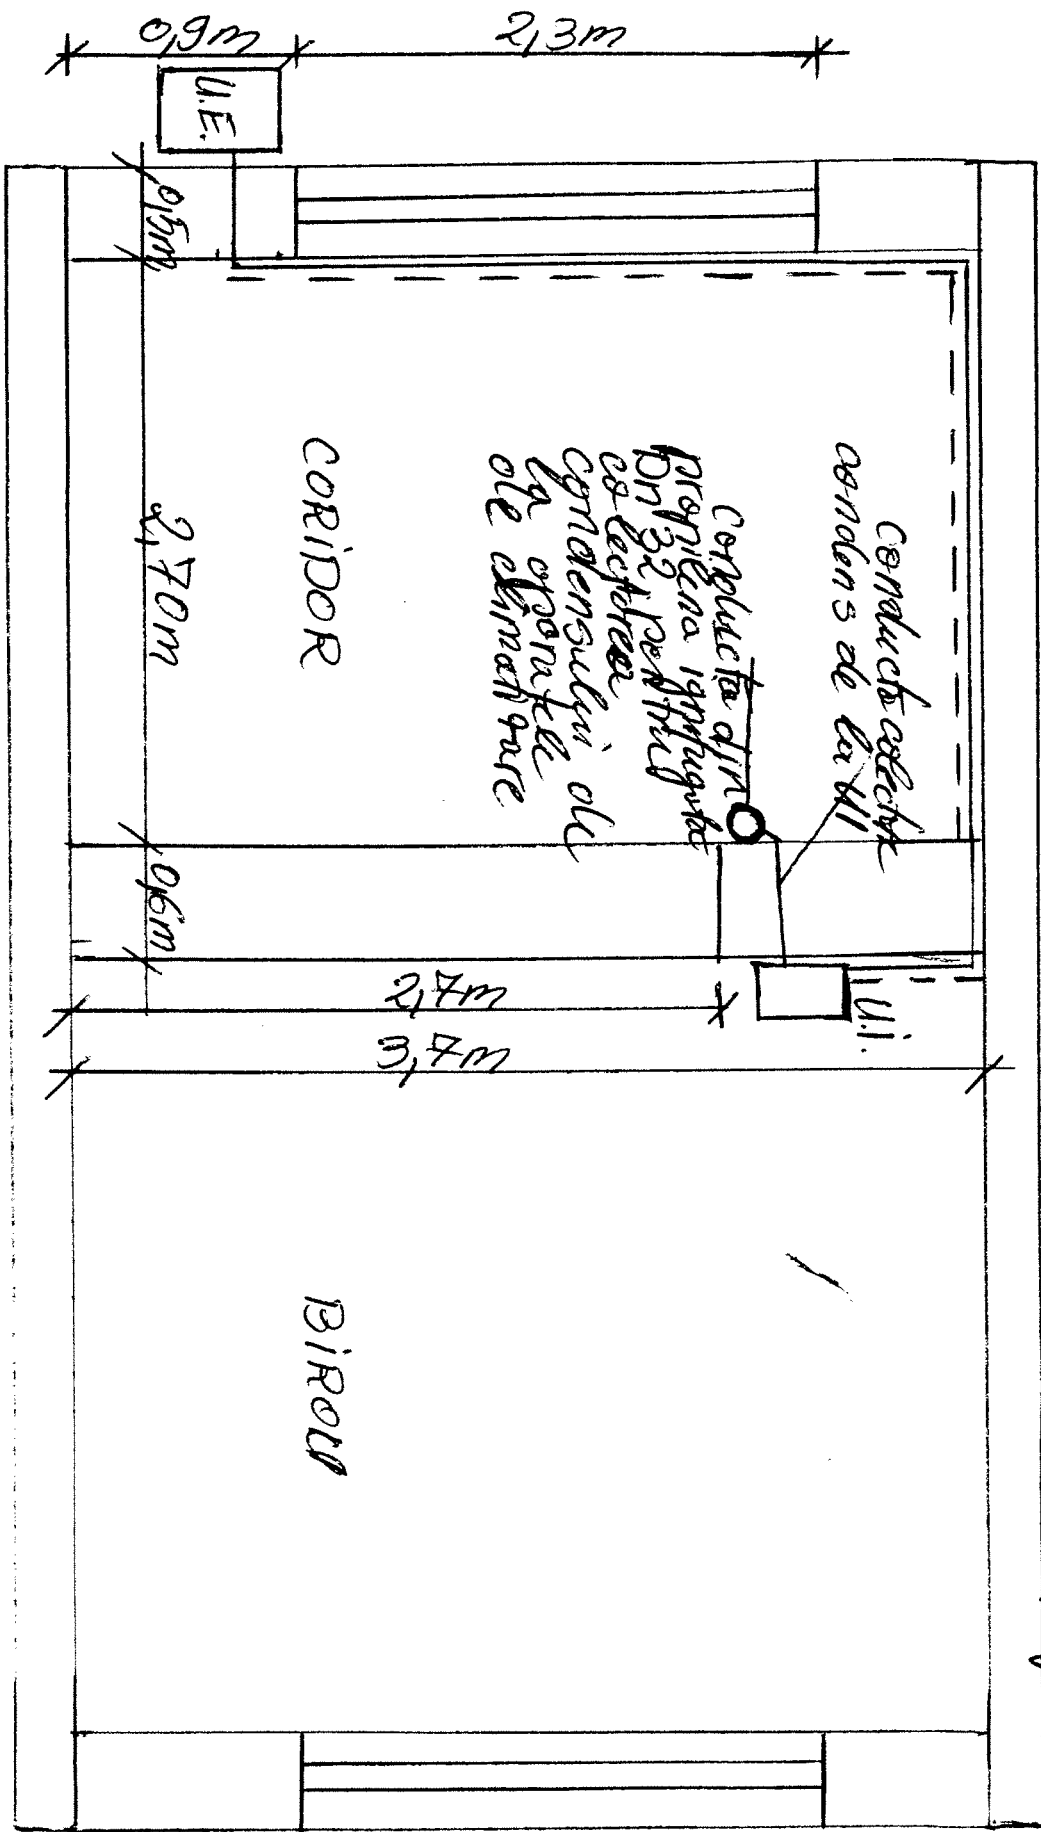 0,9m
2,3m
U.E.
0,5m
Conducta colectare
condens de la UI
Conducta din
propilena ignifugata
Dn 32 pentru
colectarea
condensului de
la aparatele
de climatizare
CORIDOR
2,70m
0,6m
U.I.
2,7m
3,7m
BIROU